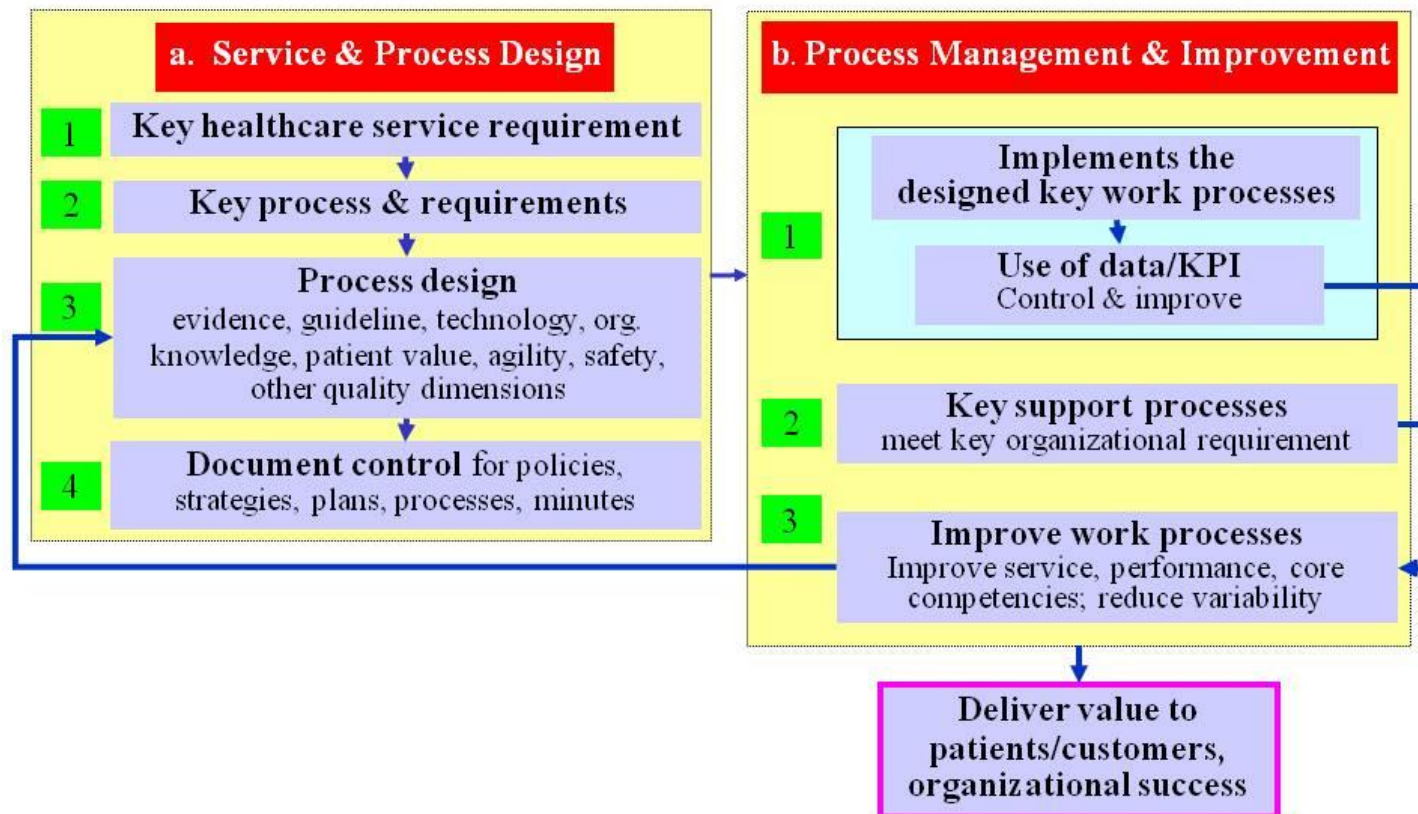 a. Service & Process Design
1
Key healthcare service requirement
2
Key process & requirements
3
Process design
evidence, guideline, technology, org.
knowledge, patient value, agility, safety,
other quality dimensions
4
Document control for policies,
strategies, plans, processes, minutes
b. Process Management & Improvement
1
Implements the
designed key work processes
Use of data/KPI
Control & improve
2
Key support processes
meet key organizational requirement
3
Improve work processes
Improve service, performance, core
competencies; reduce variability
Deliver value to
patients/customers,
organizational success